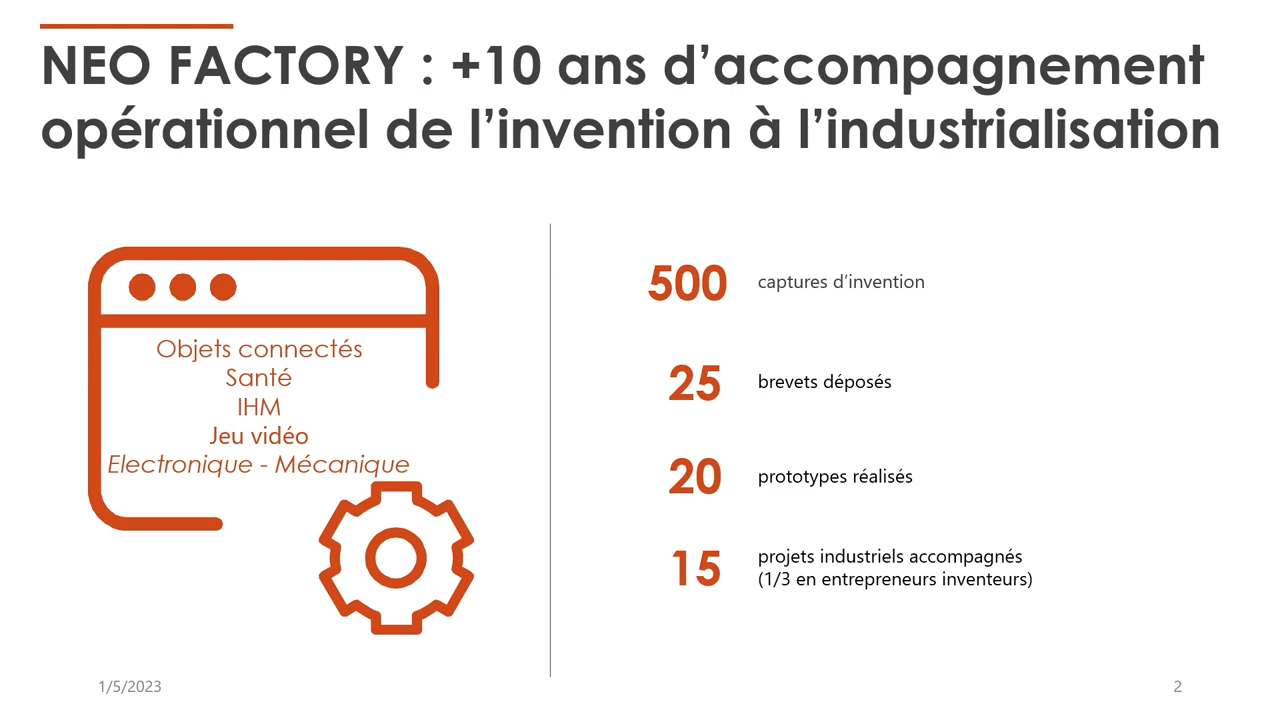 NEO FACTORY : +10 ans d’accompagnement
opérationnel de l’invention à l’industrialisation
Objets connectés
Santé
IHM
Jeu vidéo
Electronique - Mécanique
500 captures d’invention
25 brevets déposés
20 prototypes réalisés
15 projets industriels accompagnés
(1/3 en entrepreneurs inventeurs)
1/5/2023
2